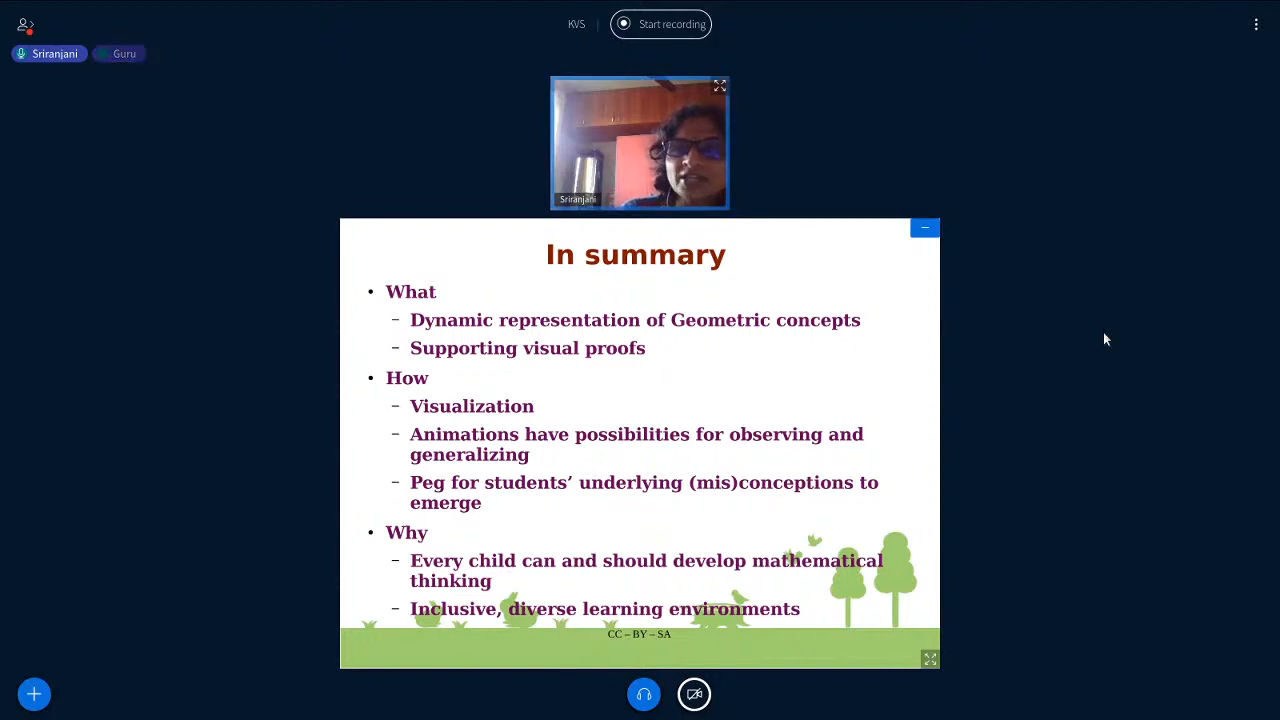 KVS
Start recording
Sriranjani
Guru
Sriranjani
In summary
• What
– Dynamic representation of Geometric concepts
– Supporting visual proofs
• How
– Visualization
– Animations have possibilities for observing and
generalizing
– Peg for students’ underlying (mis)conceptions to
emerge
• Why
– Every child can and should develop mathematical
thinking
– Inclusive, diverse learning environments
CC – BY – SA